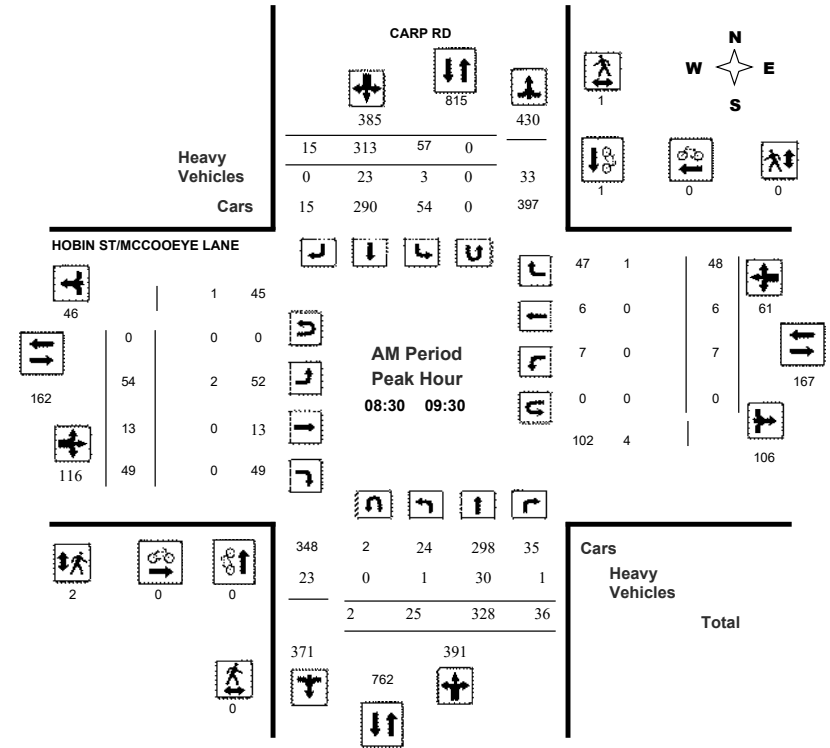 CARP RD
N
W E
S
815
1
385 430
15 313 57 0
Heavy
Vehicles 0 23 3 0 33
1 0 0
Cars 15 290 54 0 397
HOBIN ST/MCCOOEYE LANE
47 1 48
46
1 45
6 0 6 61
0 0 0
AM Period
Peak Hour
08:30 09:30
7 0 7
162
54 2 52
167
0 0 0
13 0 13
102 4
106
116 49 0 49
348 2 24 298 35 Cars
23 0 1 30 1 Heavy
Vehicles
2 0 0
2 25 328 36 Total
371 391
762
0